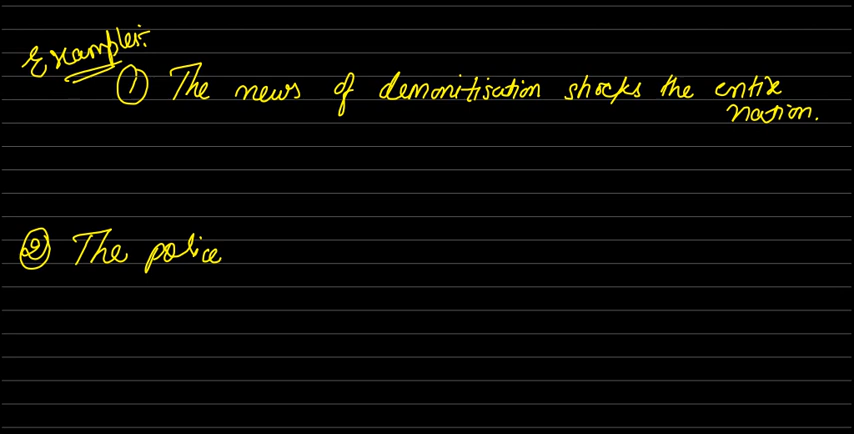 Examples:
① The news of demonitisation shocks the entire
nation.
② The police